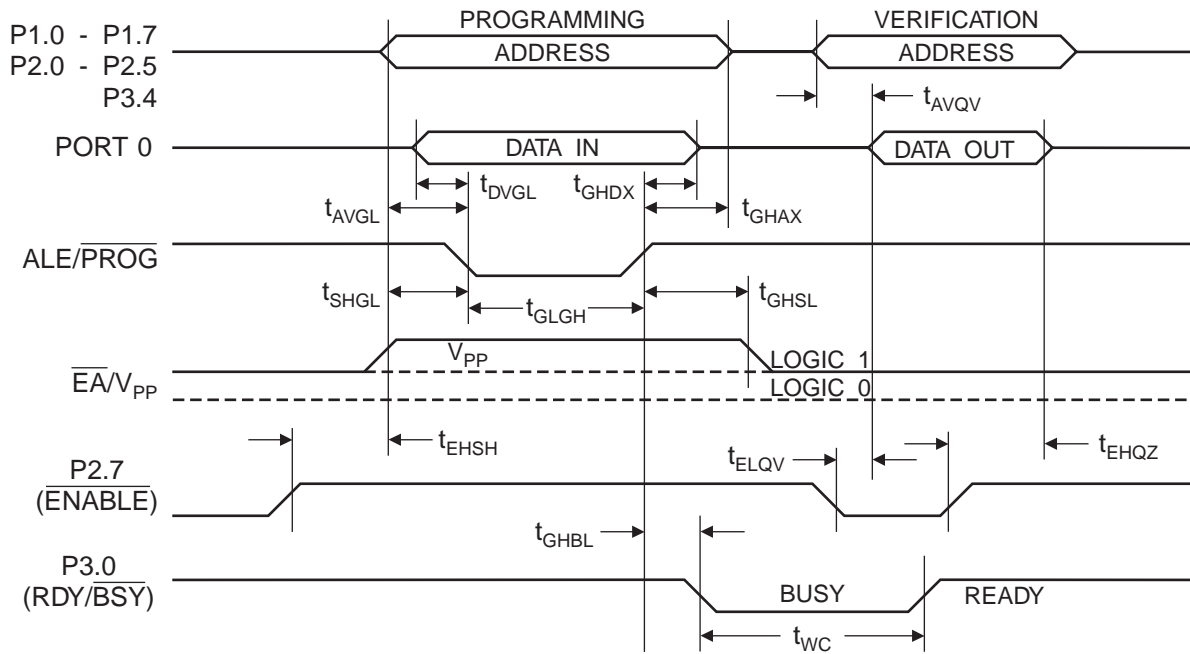 PROGRAMMING VERIFICATION
P1.0 - P1.7 ADDRESS ADDRESS
P2.0 - P2.5
P3.4 tAVQV
PORT 0 DATA IN DATA OUT
tDVGL tGHDX
tAVGL tGHAX
ALE/PROG
tSHGL tGLGH tGHSL
VPP LOGIC 1
EA/VPP LOGIC 0
tEHSH tELQV tEHQZ
P2.7
(ENABLE)
tGHBL
P3.0
(RDY/BSY) BUSY READY
tWC